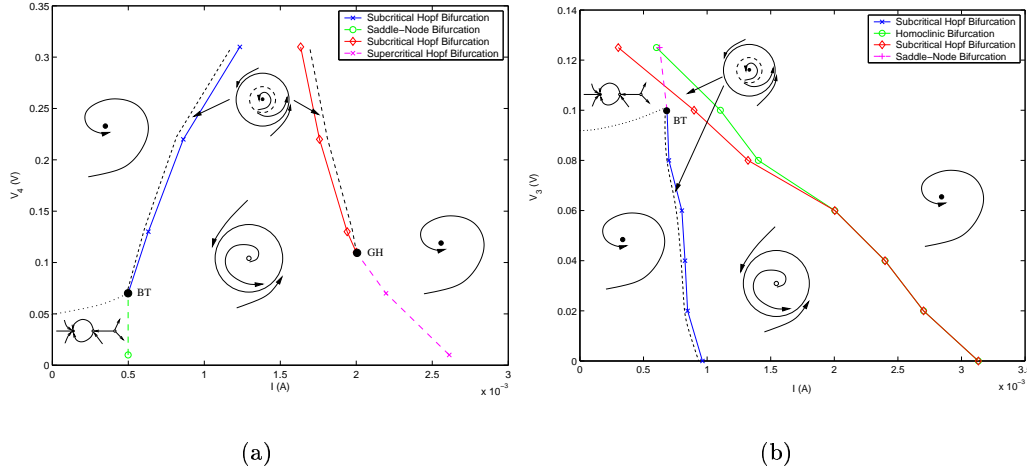 0.4
0.35
0.3
0.25
0.2
0.15
0.1
0.05
0
V4 (V)
0
0.5
1
1.5
2
2.5
3
x 10⁻³
I (A)
Subcritical Hopf Bifurcation
Saddle−Node Bifurcation
Subcritical Hopf Bifurcation
Supercritical Hopf Bifurcation
BT
GH
(a)
0.14
0.12
0.1
0.08
0.06
0.04
0.02
0
V3 (V)
0
0.5
1
1.5
2
2.5
3
3.5
x 10⁻³
I (A)
Subcritical Hopf Bifurcation
Homoclinic Bifurcation
Subcritical Hopf Bifurcation
Saddle−Node Bifurcation
BT
(b)